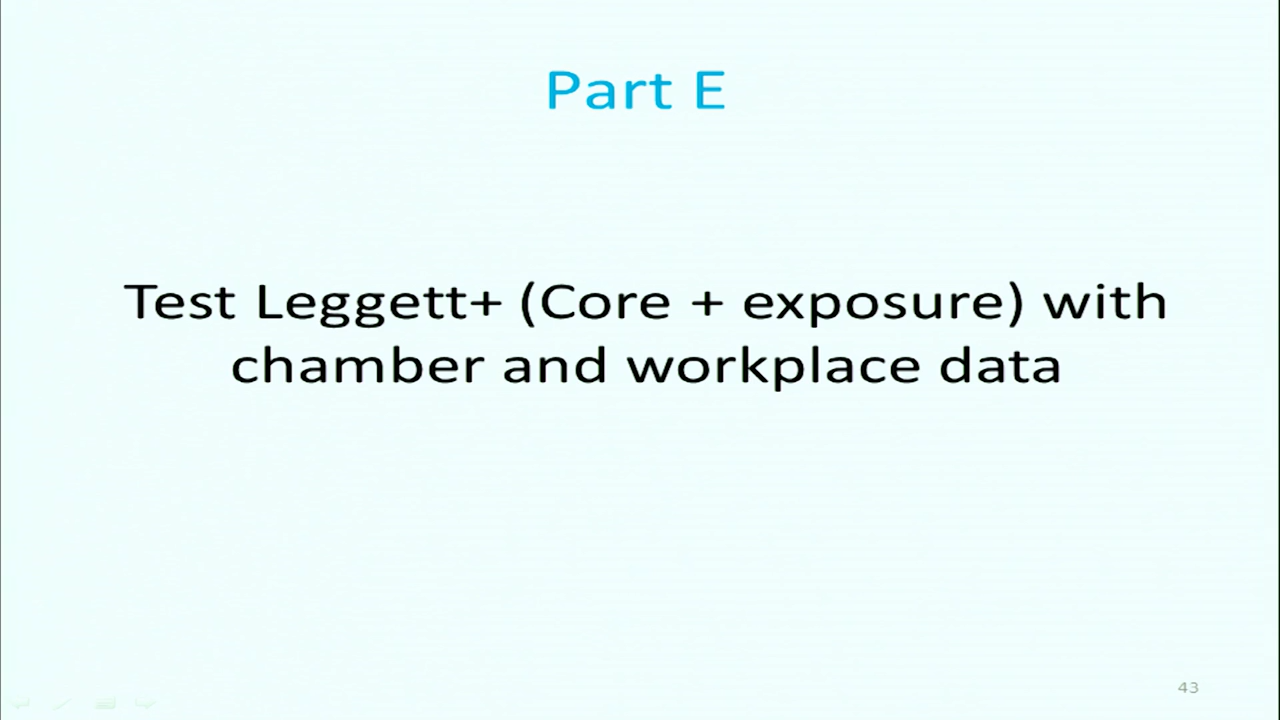 Part E
Test Leggett+ (Core + exposure) with
chamber and workplace data
43